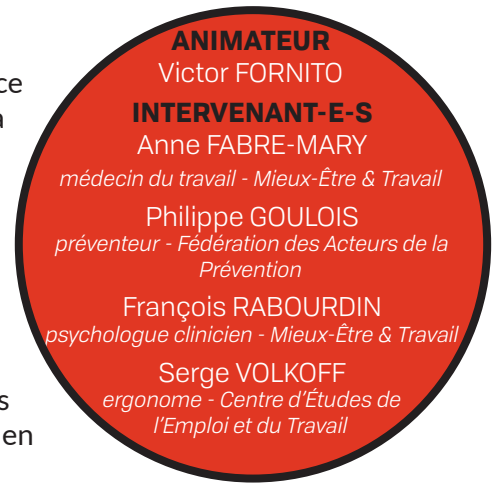 ANIMATEUR
Victor FORNITO
INTERVENANT-E-S
Anne FABRE-MARY
médecin du travail - Mieux-Être & Travail
Philippe GOULOIS
préventeur - Fédération des Acteurs de la
Prévention
François RABOURDIN
psychologue clinicien - Mieux-Être & Travail
Serge VOLKOFF
ergonome - Centre d'Études de
l'Emploi et du Travail
ce
a
s
en